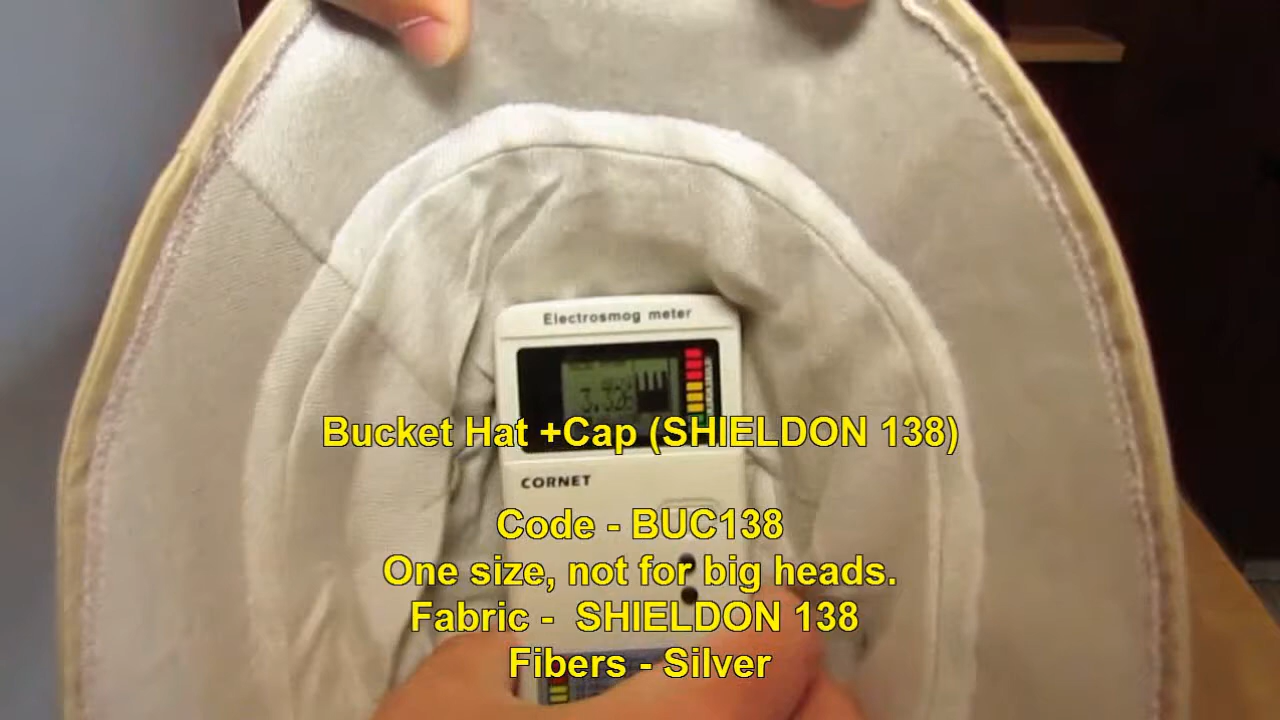 Electrosmog meter
Bucket Hat +Cap (SHIELDON 138)
CORNET
Code - BUC138
One size, not for big heads.
Fabric - SHIELDON 138
Fibers - Silver